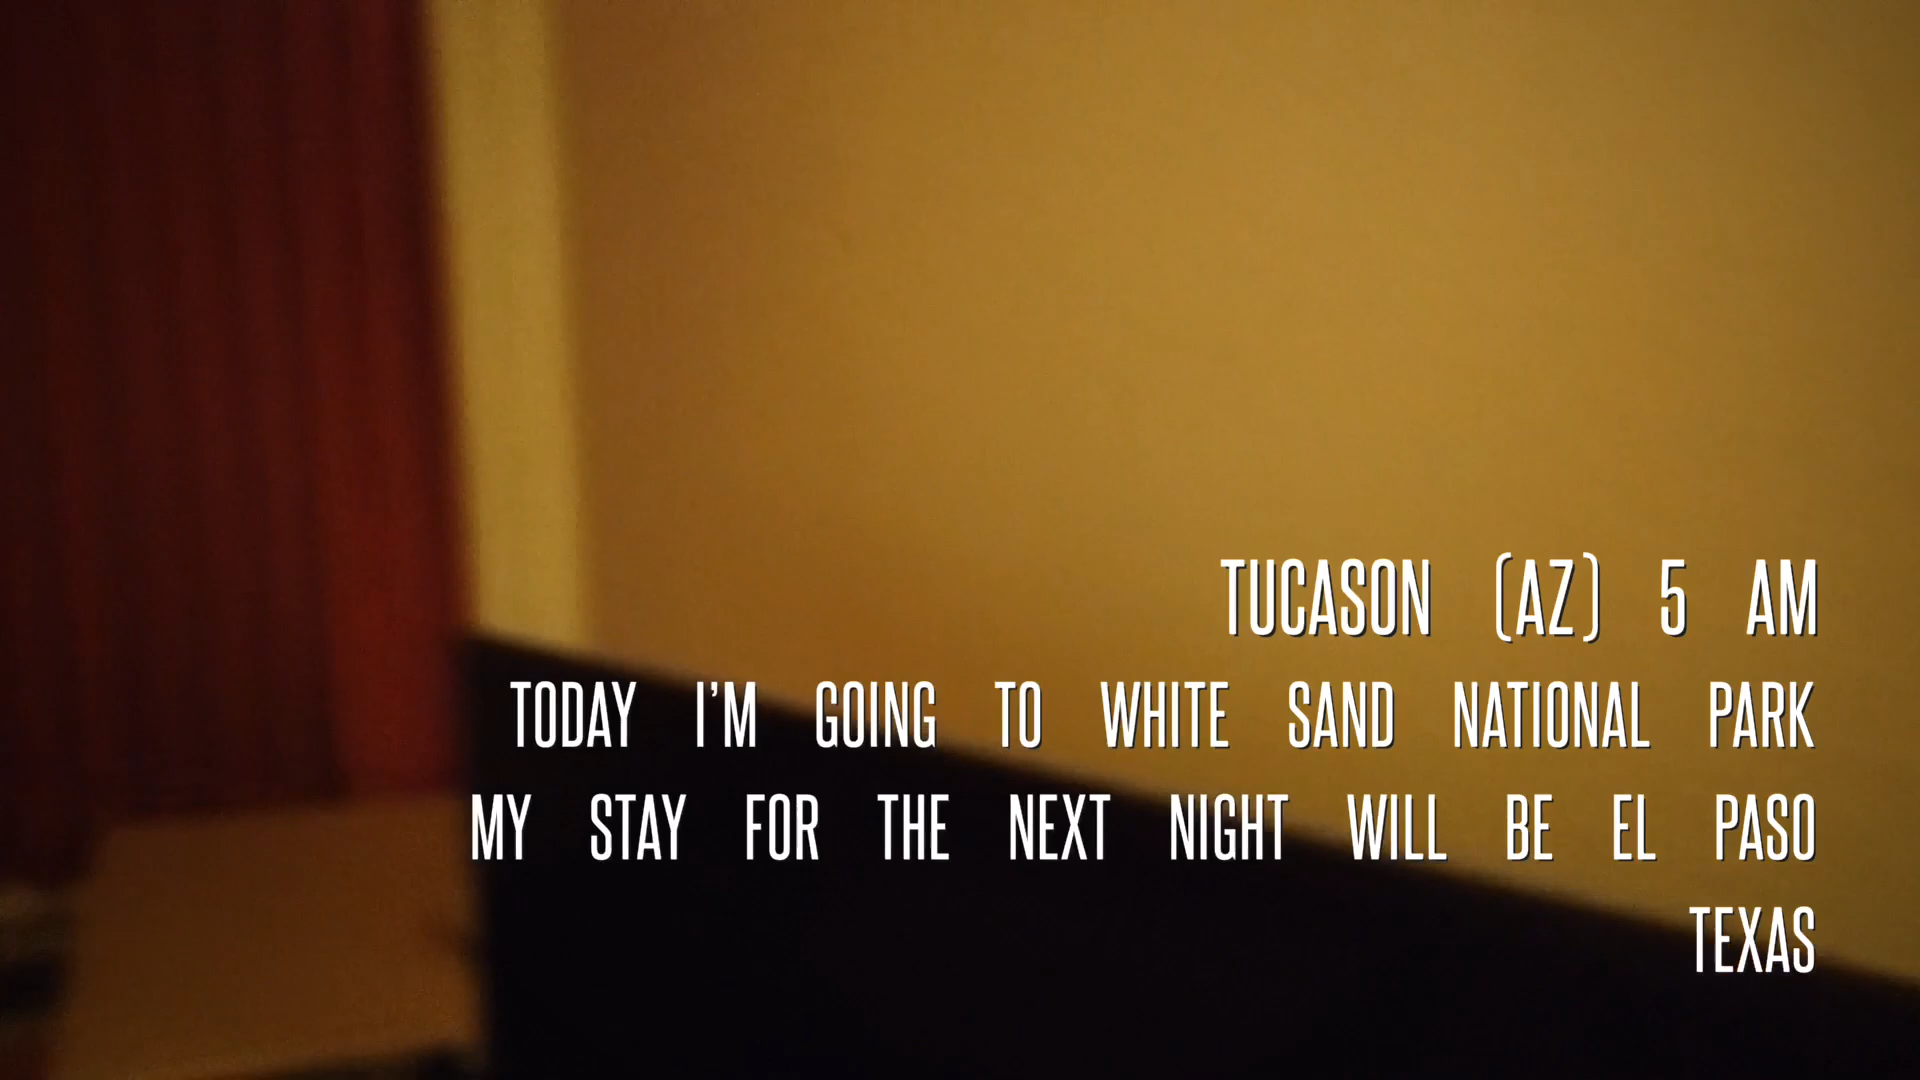 TUCASON (AZ) 5 AM
TODAY I'M GOING TO WHITE SAND NATIONAL PARK
MY STAY FOR THE NEXT NIGHT WILL BE EL PASO
TEXAS